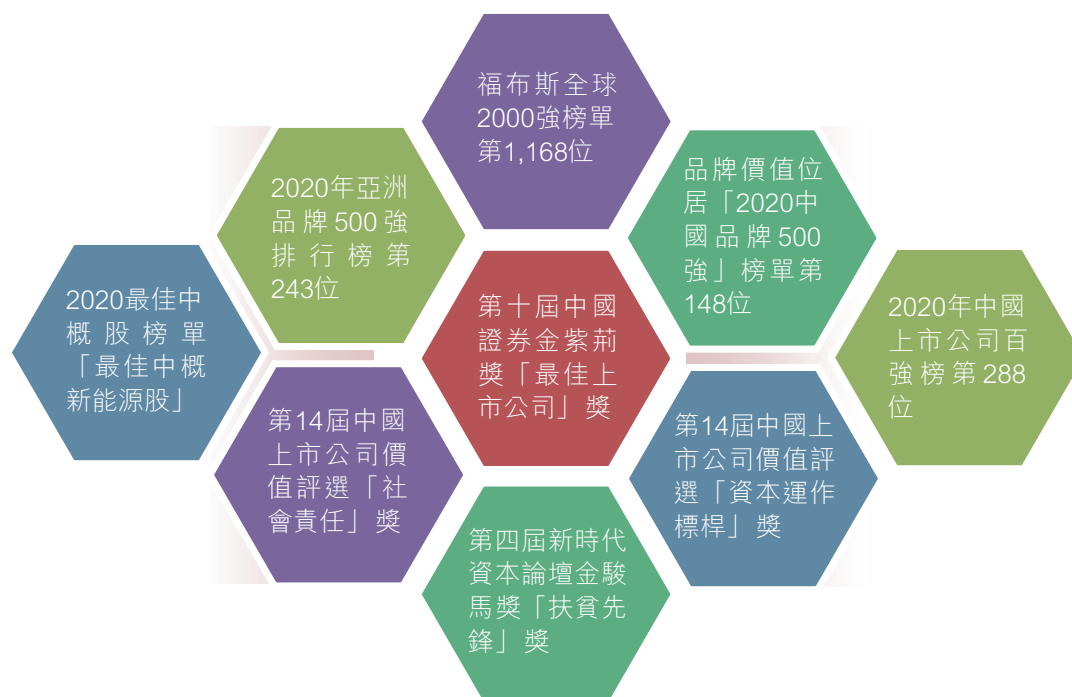 福布斯全球
2000強榜單
第1,168位
2020年亞洲
品牌500強
排行榜第
243位
品牌價值位
居「2020中
國品牌500
強」榜單第
148位
2020最佳中
概股榜單
「最佳中概
新能源股」
第十屆中國
證券金紫荊
獎「最佳上
市公司」獎
2020年中國
上市公司百
強榜第288
位
第14屆中國
上市公司價
值評選「社
會責任」獎
第14屆中國上
市公司價值評
選「資本運作
標桿」獎
第四屆新時代
資本論壇金駿
馬獎「扶貧先
鋒」獎